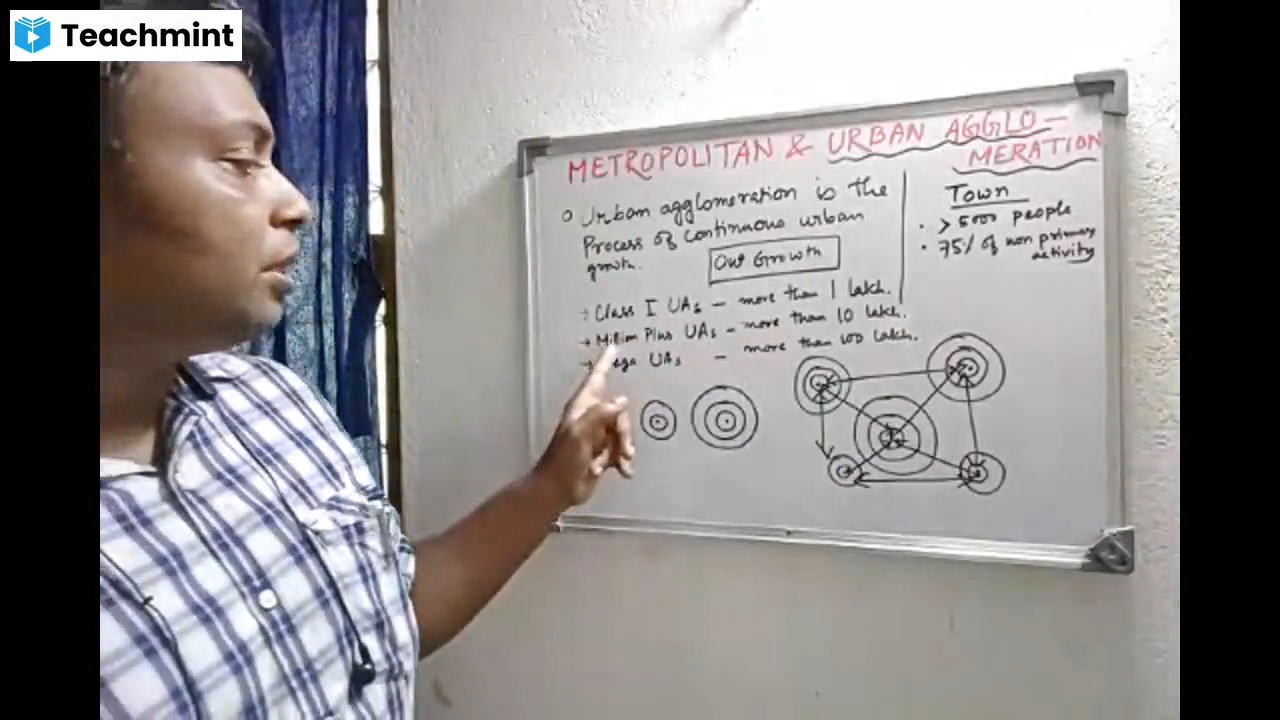 Teachmint
METROPOLITAN & URBAN AGGLO-
MERATION
o Urban agglomeration is the
Process of continuous urban
growth.
Out Growth
→ Class I UAs – more than 1 lakh.
→ Million Plus UAs – more than 10 lakh.
UAs – more than 100 lakh.
Town
• > 5000 people
• 75% of non primary
activity